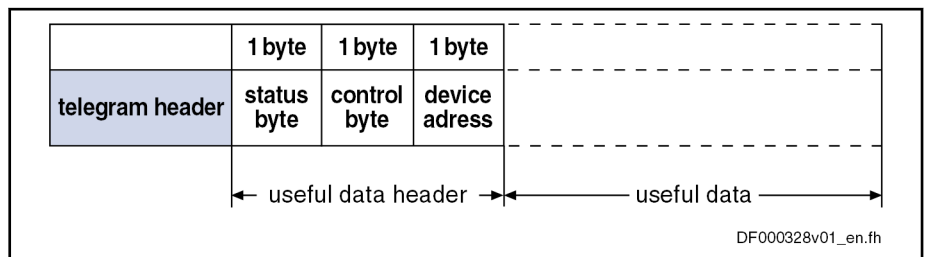 1 byte 1 byte 1 byte
telegram header
status byte
control byte
device adress
useful data header useful data
DF000328v01_en.fh